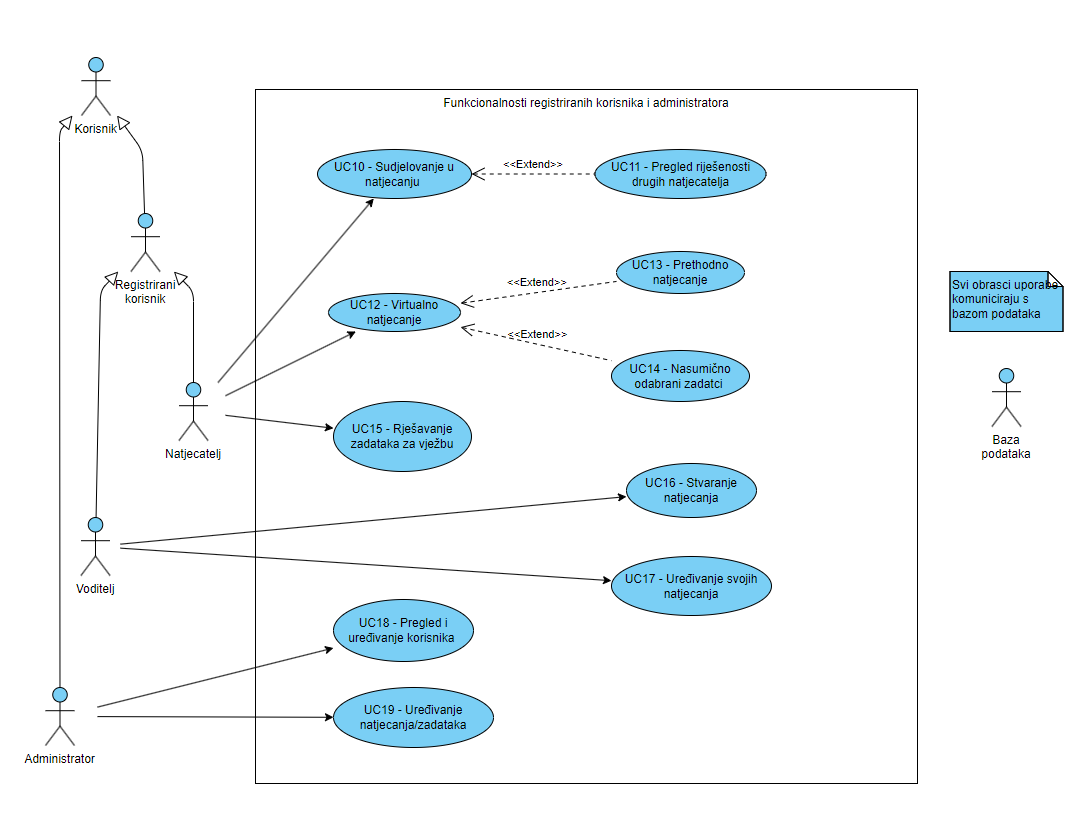 Funkcionalnosti registriranih korisnika i administratora
Korisnik
UC10 - Sudjelovanje u
natjecanju
<<Extend>>
UC11 - Pregled riješenosti
drugih natjecatelja
Registrirani
korisnik
UC12 - Virtualno
natjecanje
<<Extend>>
UC13 - Prethodno
natjecanje
<<Extend>>
UC14 - Nasumično
odabrani zadatci
Svi obrasci uporabe
komuniciraju s
bazom podataka
Natjecatelj
UC15 - Rješavanje
zadataka za vježbu
Baza
podataka
UC16 - Stvaranje
natjecanja
Voditelj
UC17 - Uređivanje svojih
natjecanja
UC18 - Pregled i
uređivanje korisnika
UC19 - Uređivanje
natjecanja/zadataka
Administrator